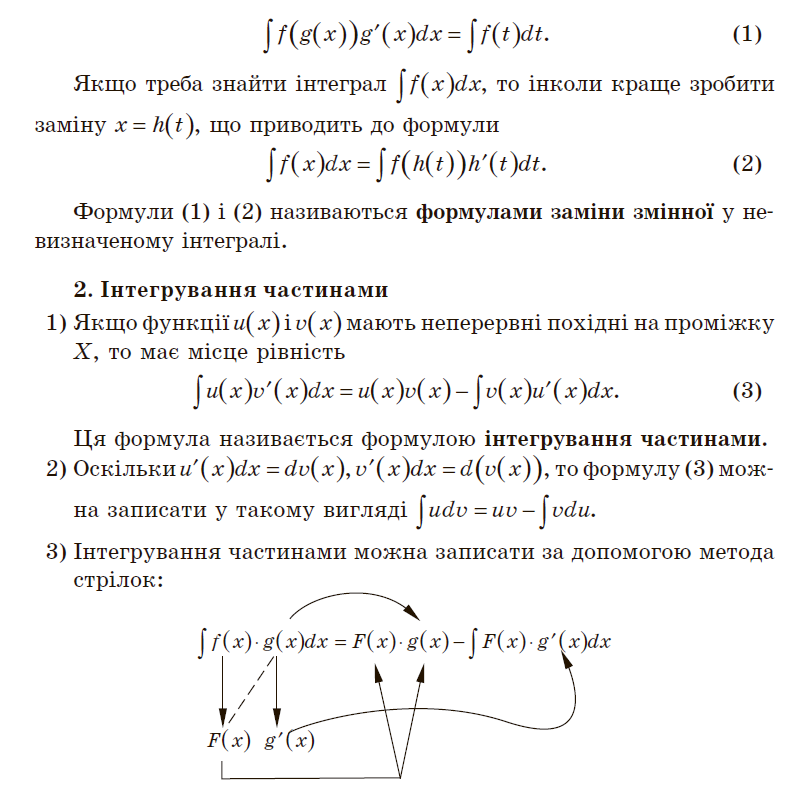 ∫f(g(x))g′(x)dx = ∫f(t)dt. (1)
Якщо треба знайти інтеграл ∫f(x)dx, то інколи краще зробити
заміну x = h(t), що приводить до формули
∫f(x)dx = ∫f(h(t))h′(t)dt. (2)
Формули (1) і (2) називаються формулами заміни змінної у не-
визначеному інтегралі.
2. Інтегрування частинами
1) Якщо функції u(x) і v(x) мають неперервні похідні на проміжку
X, то має місце рівність
∫u(x)v′(x)dx = u(x)v(x) − ∫v(x)u′(x)dx. (3)
Ця формула називається формулою інтегрування частинами.
2) Оскільки u′(x)dx = dv(x), v′(x)dx = d(v(x)), то формулу (3) мож-
на записати у такому вигляді ∫udv = uv − ∫vdu.
3) Інтегрування частинами можна записати за допомогою метода
стрілок:
∫f(x)·g(x)dx = F(x)·g(x) − ∫F(x)·g′(x)dx
F(x) g′(x)